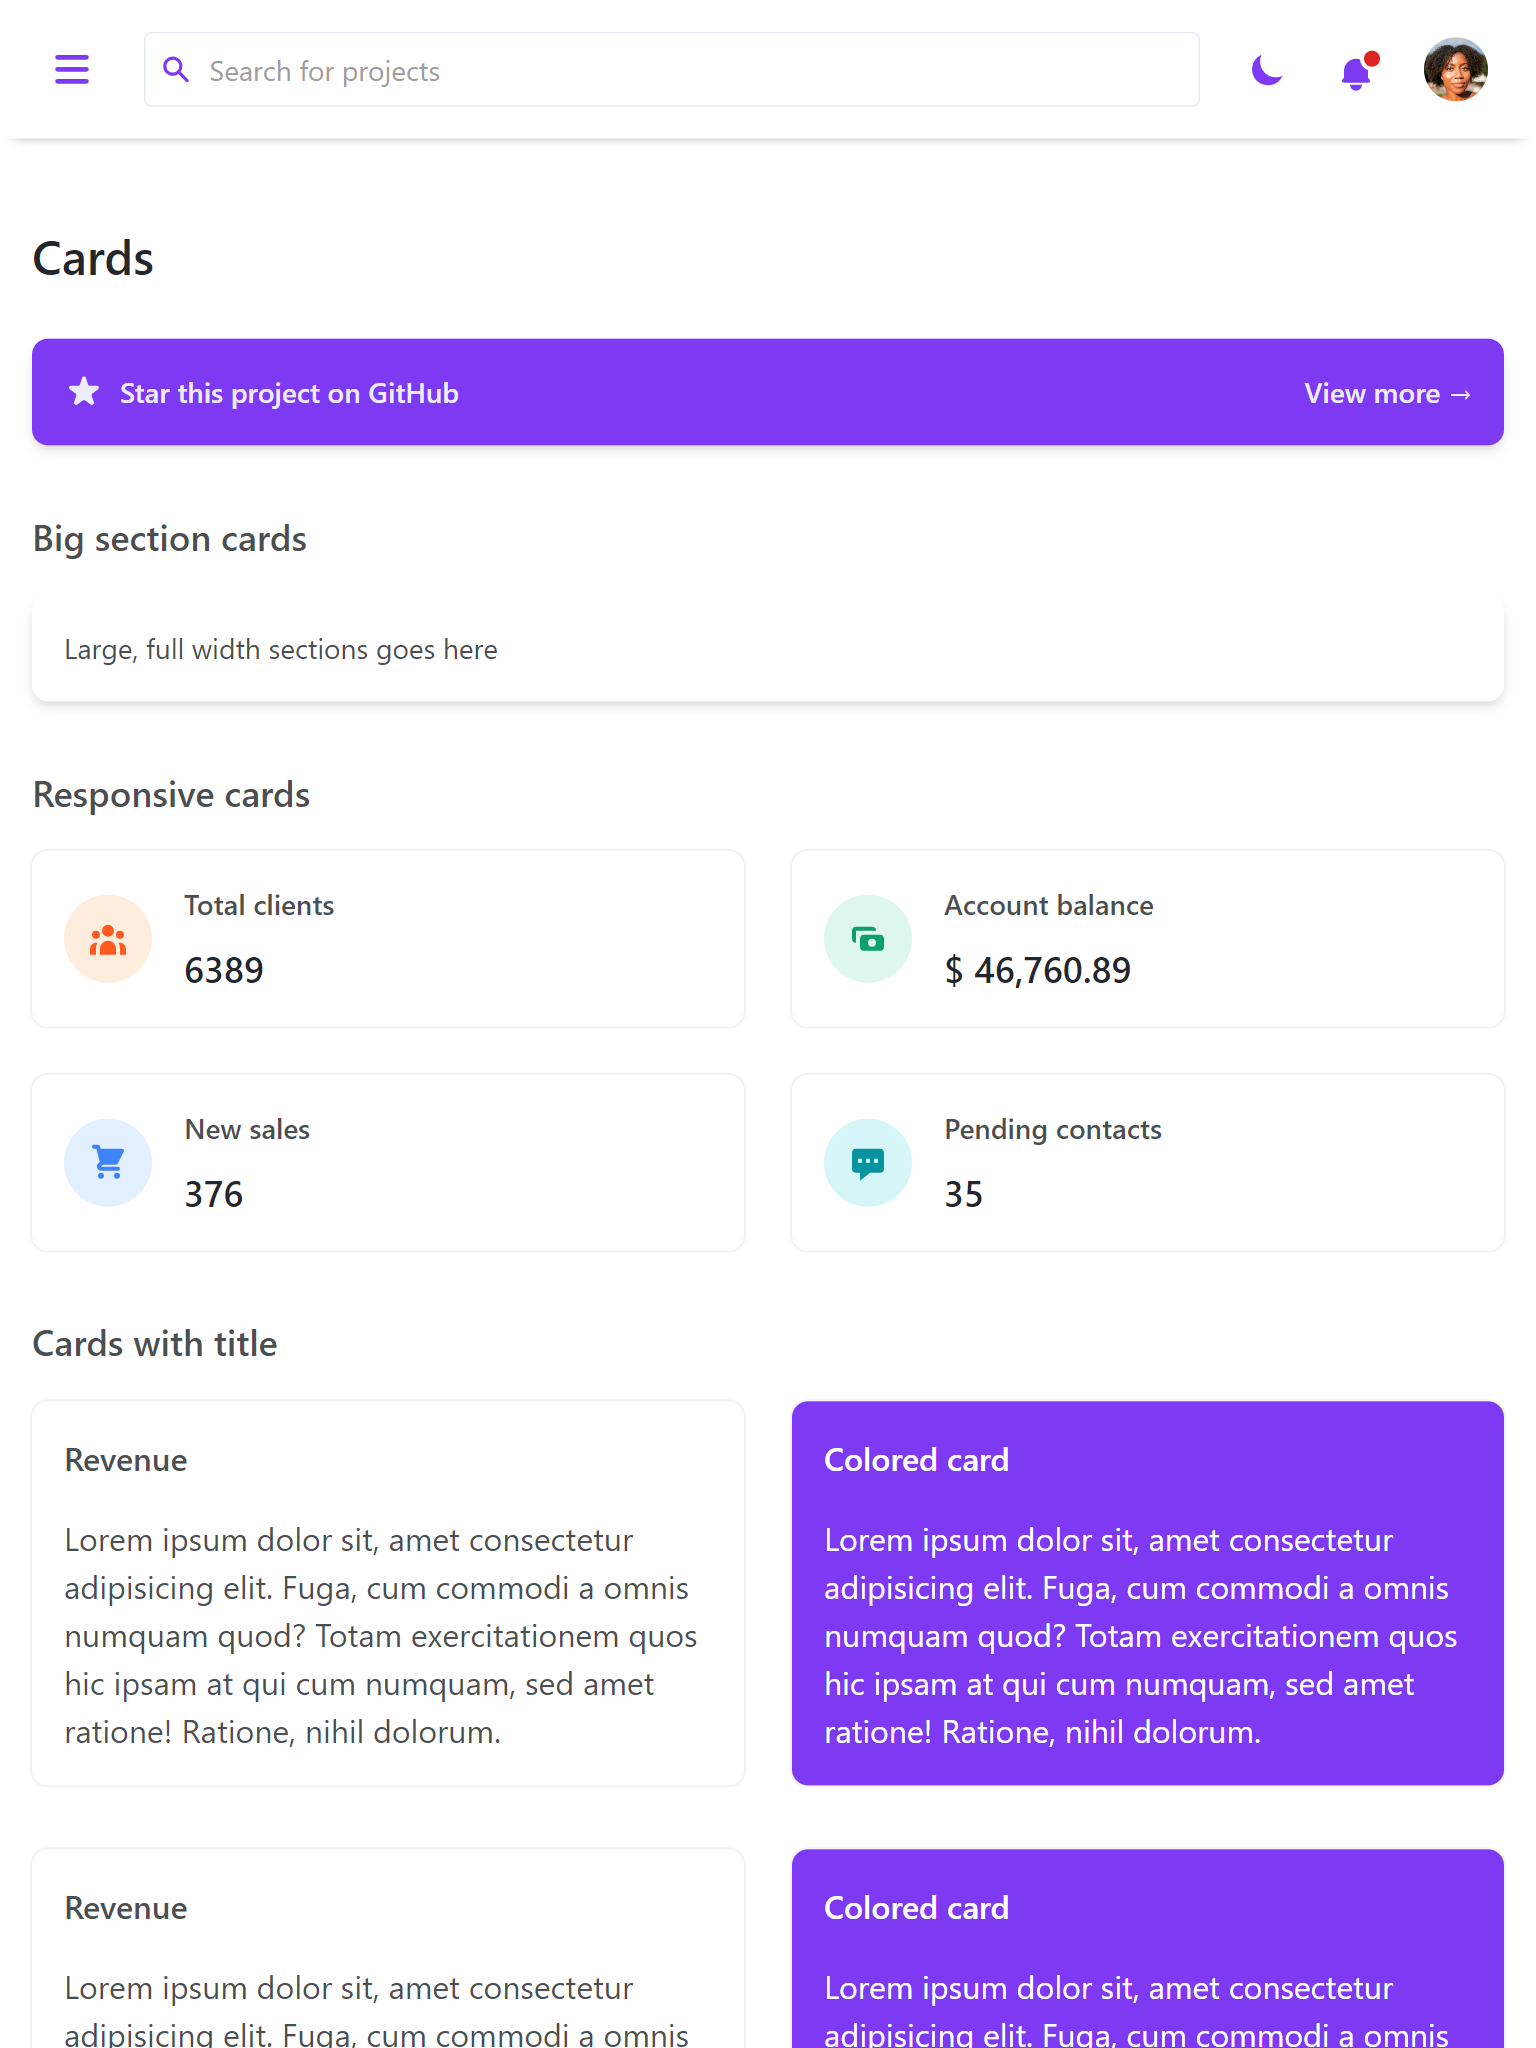 Search for projects
Cards
Star this project on GitHub
View more →
Big section cards
Large, full width sections goes here
Responsive cards
Total clients
6389
Account balance
$ 46,760.89
New sales
376
Pending contacts
35
Cards with title
Revenue
Lorem ipsum dolor sit, amet consectetur
adipisicing elit. Fuga, cum commodi a omnis
numquam quod? Totam exercitationem quos
hic ipsam at qui cum numquam, sed amet
ratione! Ratione, nihil dolorum.
Colored card
Lorem ipsum dolor sit, amet consectetur
adipisicing elit. Fuga, cum commodi a omnis
numquam quod? Totam exercitationem quos
hic ipsam at qui cum numquam, sed amet
ratione! Ratione, nihil dolorum.
Revenue
Lorem ipsum dolor sit, amet consectetur
adipisicing elit. Fuga, cum commodi a omnis
Colored card
Lorem ipsum dolor sit, amet consectetur
adipisicing elit. Fuga, cum commodi a omnis